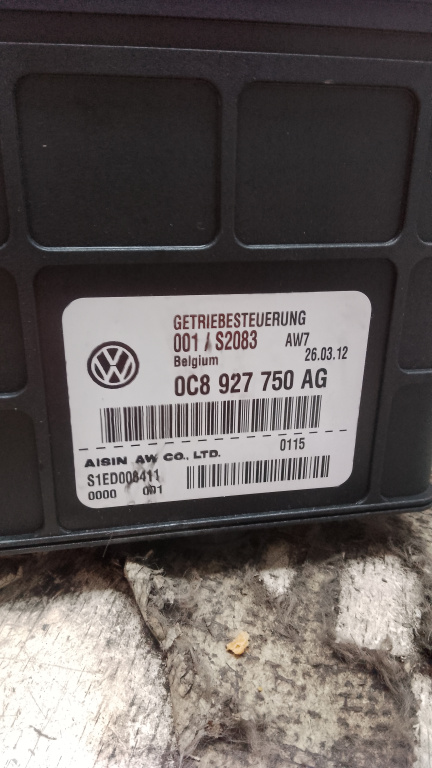 GETRIEBESTEUERUNG
001 / S2083 AW7
Belgium 26.03.12
0C8 927 750 AG
AISIN AW CO., LTD. 0115
S1ED008411
0000 001